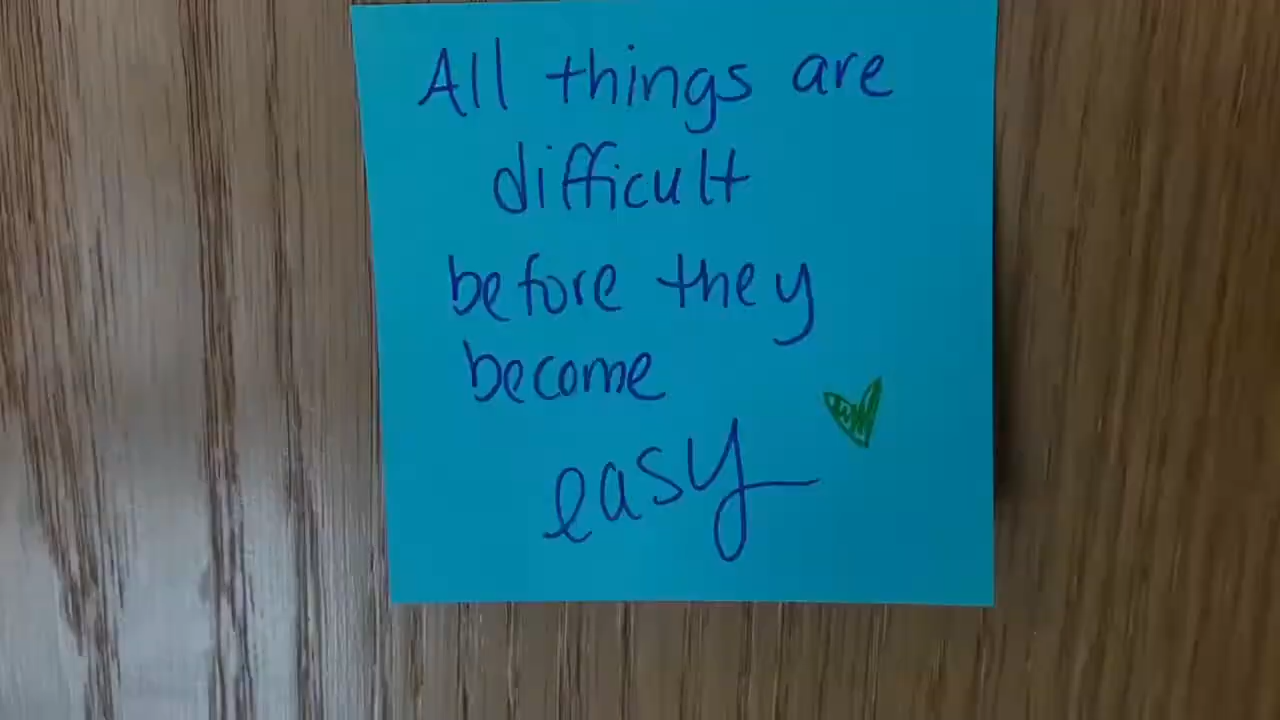 All things are
difficult
before they
become
easy